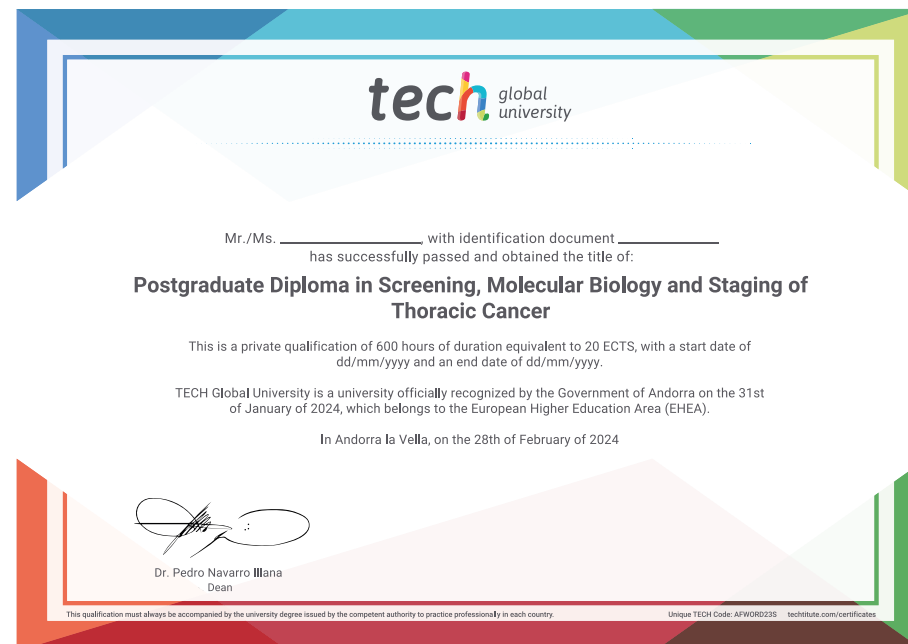 tech global university
Mr./Ms. ____________, with identification document ____________
has successfully passed and obtained the title of:
Postgraduate Diploma in Screening, Molecular Biology and Staging of
Thoracic Cancer
This is a private qualification of 600 hours of duration equivalent to 20 ECTS, with a start date of
dd/mm/yyyy and an end date of dd/mm/yyyy.
TECH Global University is a university officially recognized by the Government of Andorra on the 31st
of January of 2024, which belongs to the European Higher Education Area (EHEA).
In Andorra la Vella, on the 28th of February of 2024
Dr. Pedro Navarro Illana
Dean
This qualification must always be accompanied by the university degree issued by the competent authority to practice professionally in each country.
Unique TECH Code: AFWORD23S techtitute.com/certificates